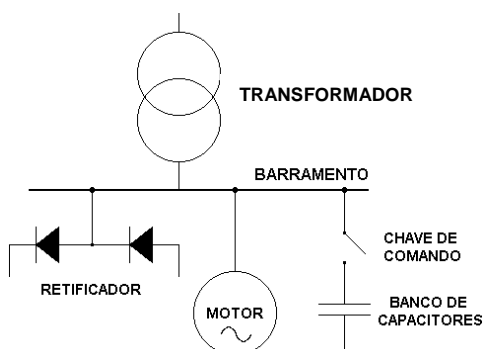 TRANSFORMADOR
BARRAMENTO
CHAVE DE
COMANDO
RETIFICADOR
MOTOR
BANCO DE
CAPACITORES